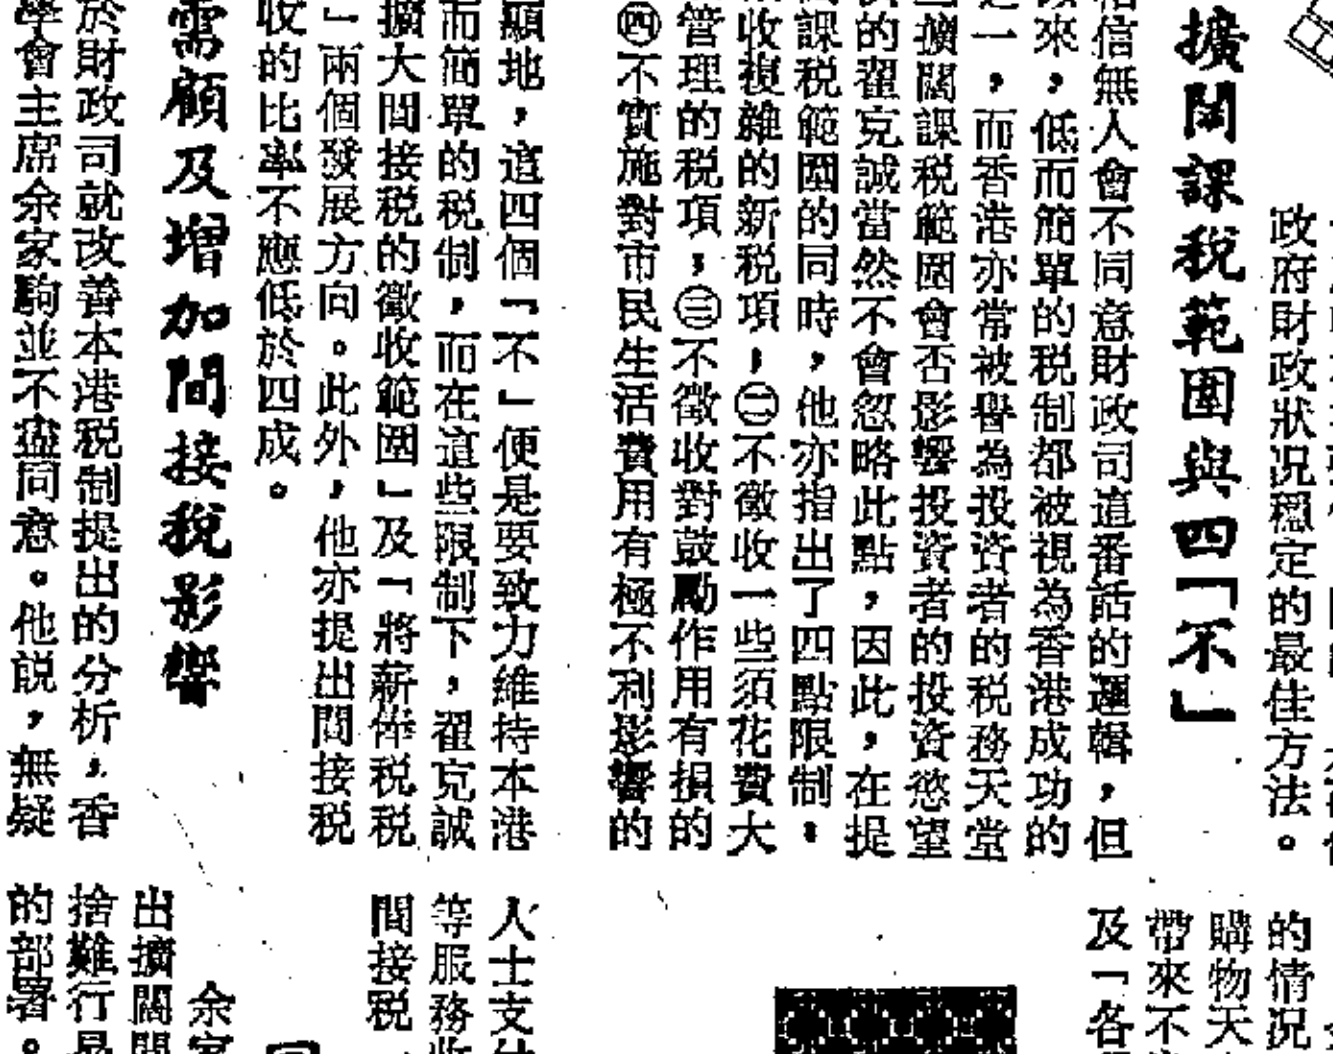 政府財政狀況穩定的最佳方法。
擴闊課稅範圍與四「不」
信無人會不同意財政司這番話的邏輯，但
來，低而簡單的稅制都被視為香港成功的
一，而香港亦常被譽為投資者的稅務天堂
擴闊課稅範圍會否影響投資者的投資慾望
的翟克誠當然不會忽略此點，因此，在提
課稅範圍的同時，他亦指出了四點限制：
收複雜的新稅項，㊁不徵收一些須花費大
管理的稅項，㊂不徵收對鼓勵作用有損的
㊃不實施對市民生活費用有極不利影響的
顯地，這四個「不」便是要致力維持本港
而簡單的稅制，而在這些限制下，翟克誠
擴大間接稅的徵收範圍」及「將薪俸稅稅
」兩個發展方向。此外，他亦提出間接稅
收的比率不應低於四成。
需顧及增加間接稅影響
於財政司就改善本港稅制提出的分析，香
學會主席余家駒並不盡同意。他說，無疑
的情況
購物天
帶來不
及「各
人士支
等服務
間接稅
余家
出擴闊間
捨難行易
的部署。